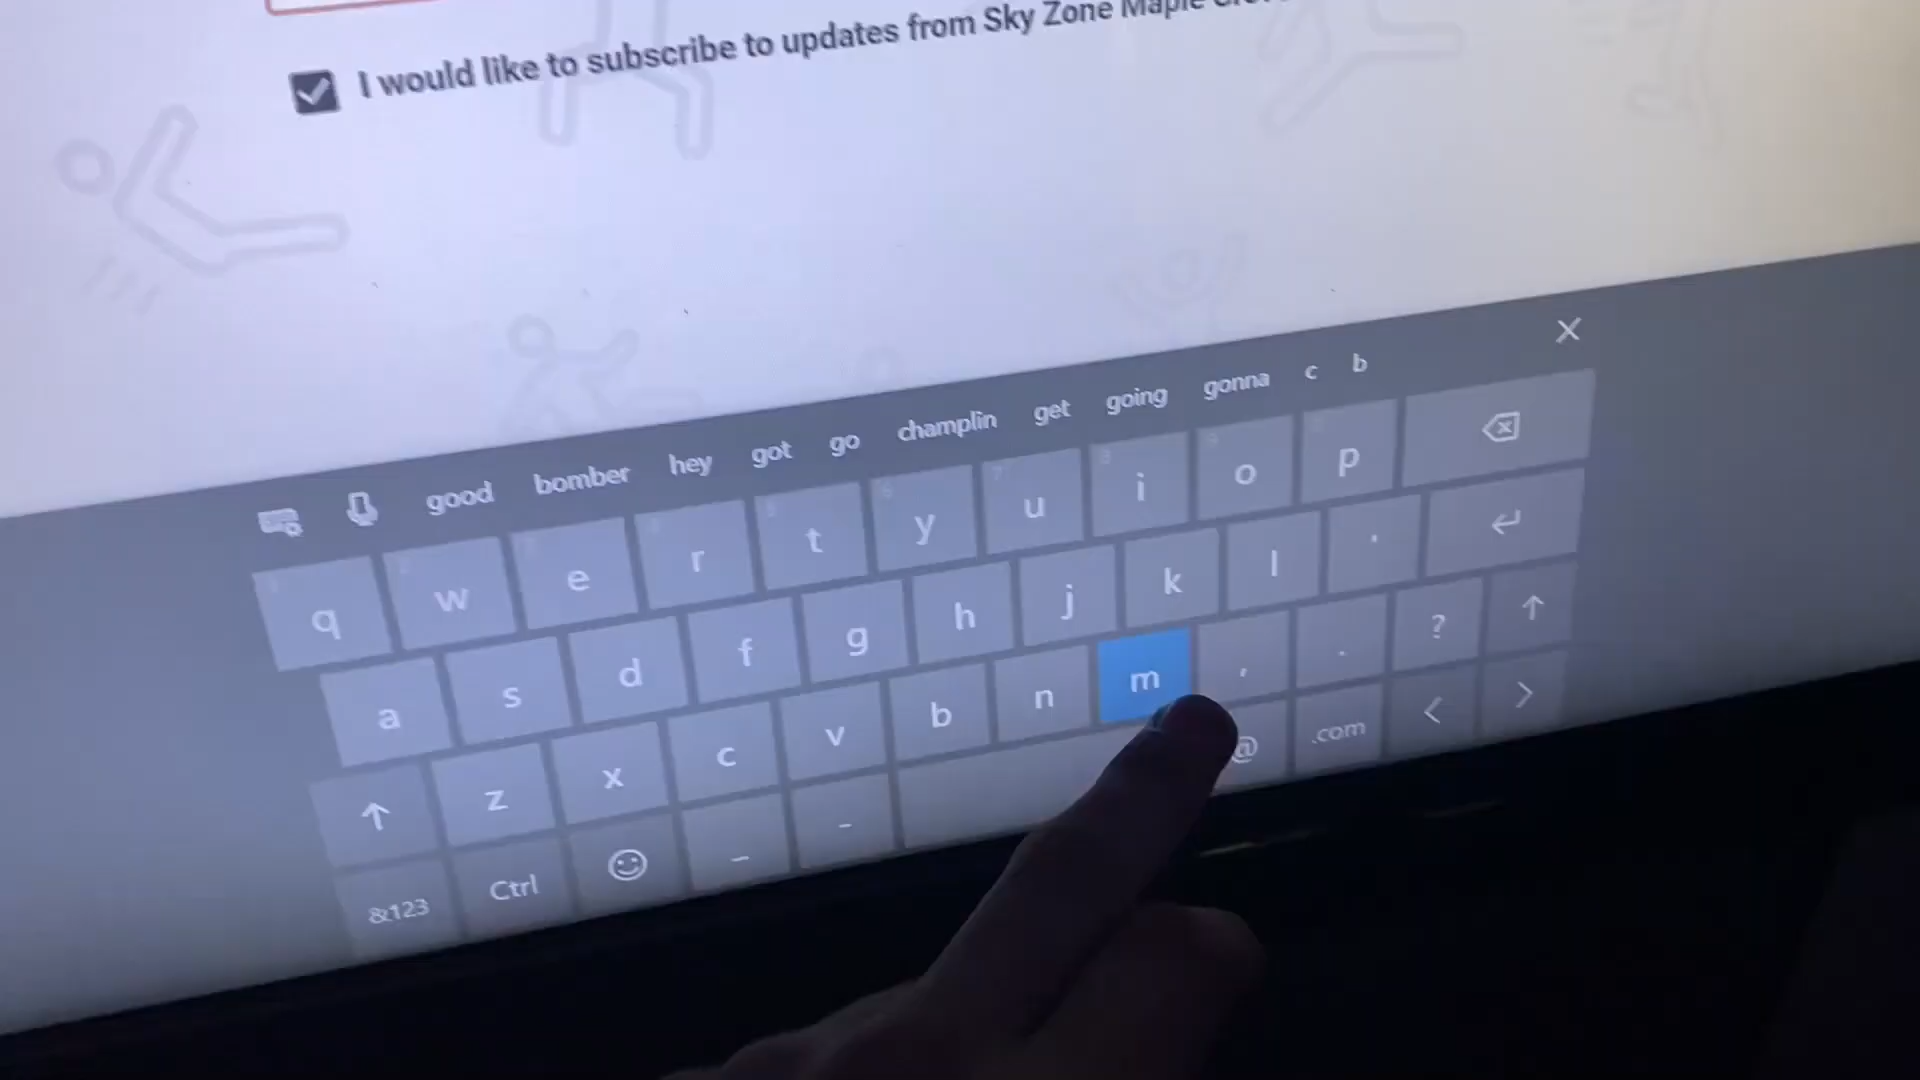 I would like to subscribe to updates from Sky Zone Maple
good bomber hey got go champlin get going gonna c b
q w e r t y u i o p
a s d f g h j k l '
z x c v b n m , . ?
&123 Ctrl _ - @ .com < >